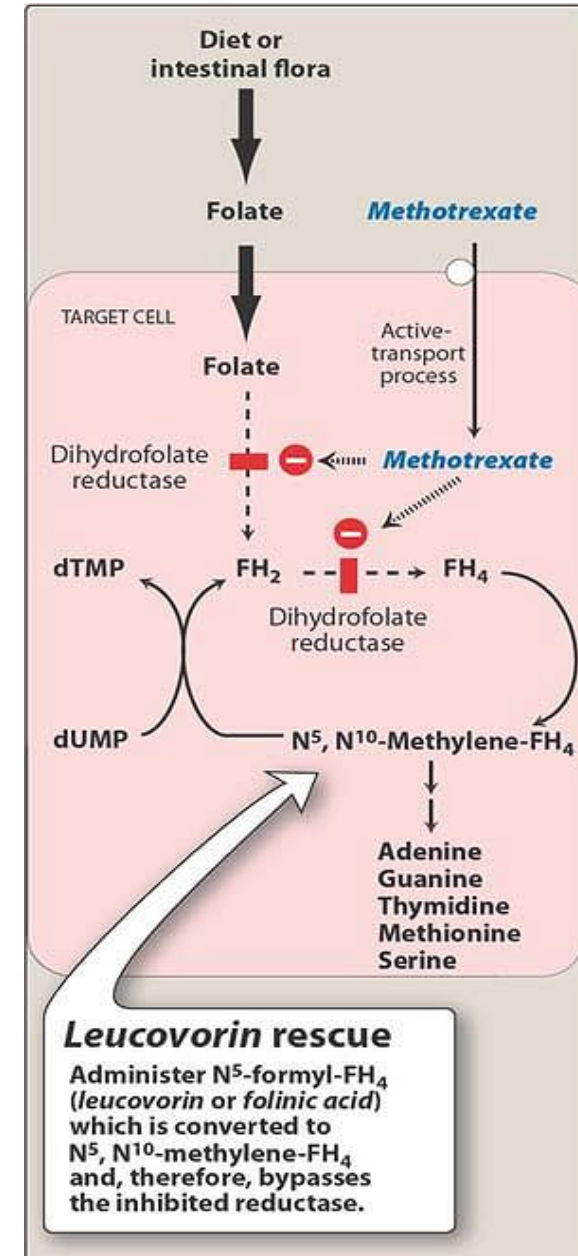 Diet or
intestinal flora
Folate
Methotrexate
TARGET CELL
Active-
transport
process
Folate
Dihydrofolate
reductase
Methotrexate
dTMP
FH₂
FH₄
Dihydrofolate
reductase
dUMP
N⁵, N¹⁰-Methylene-FH₄
Adenine
Guanine
Thymidine
Methionine
Serine
Leucovorin rescue
Administer N⁵-formyl-FH₄
(leucovorin or folinic acid)
which is converted to
N⁵, N¹⁰-methylene-FH₄
and, therefore, bypasses
the inhibited reductase.